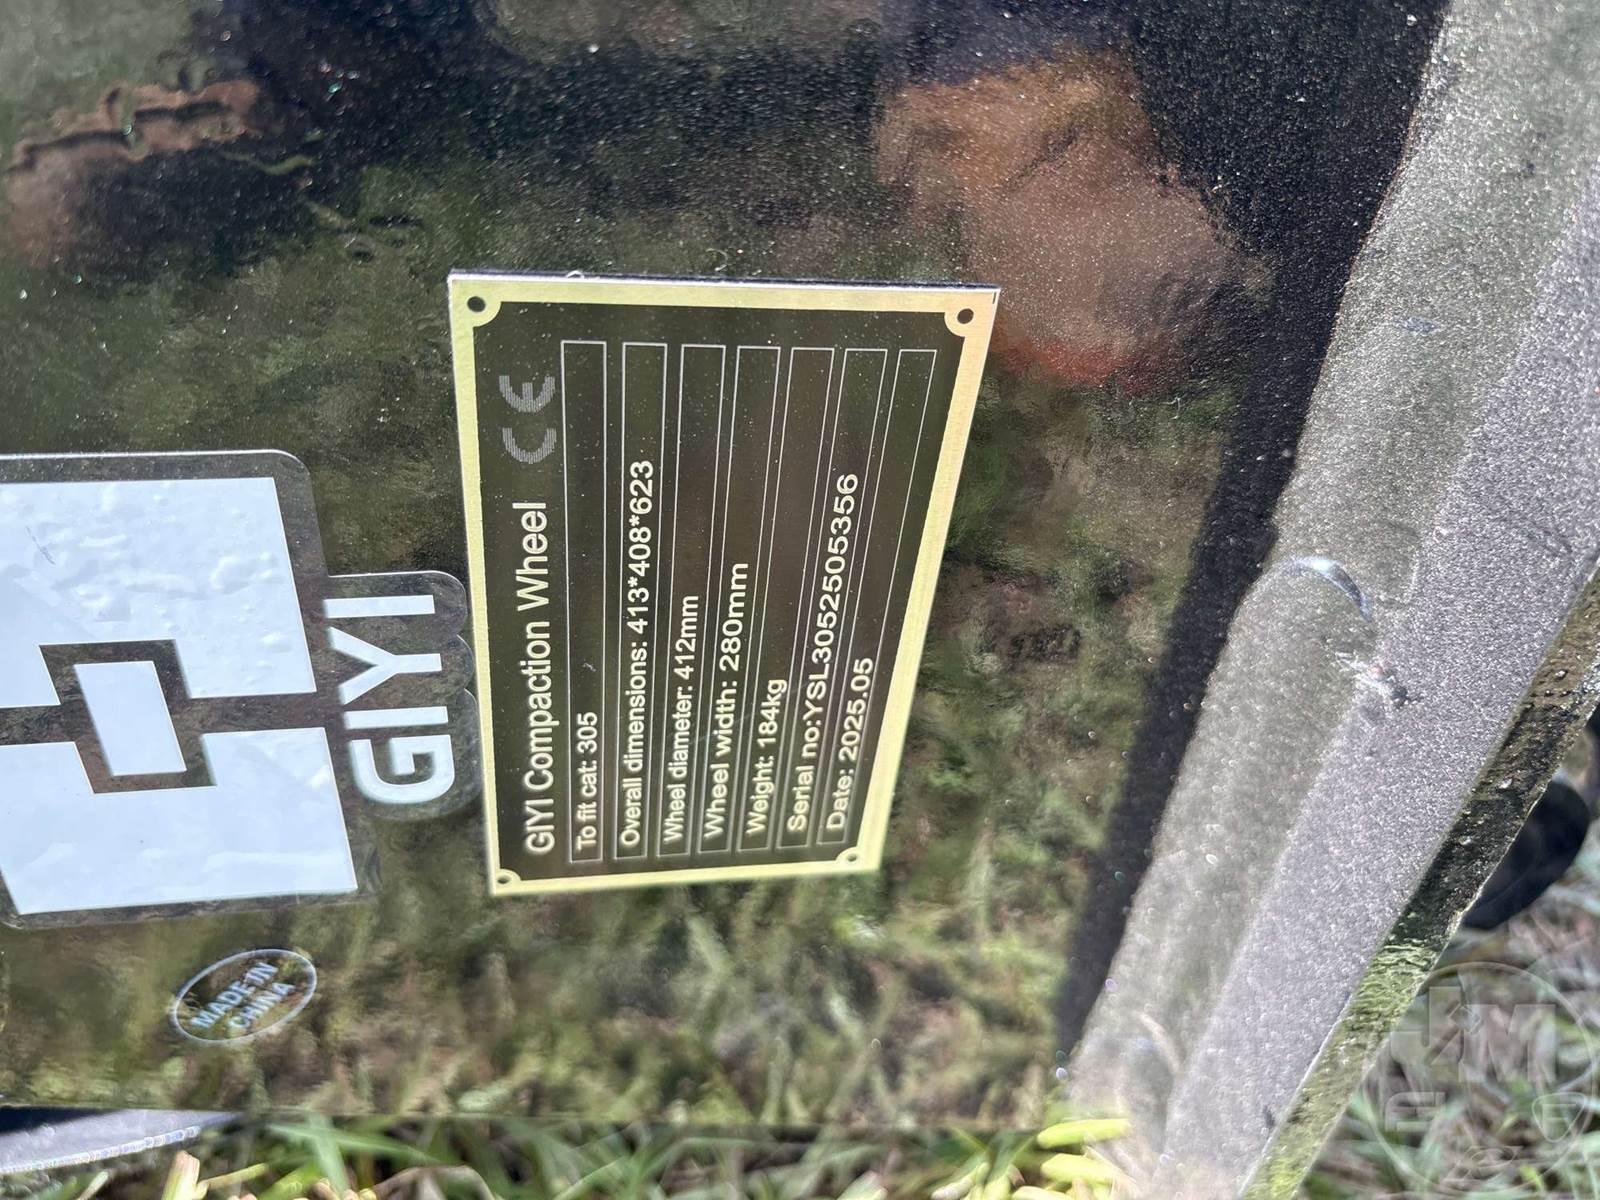 GIYI Compaction Wheel CE
To fit cat: 305
Overall dimensions: 413*408*623
Wheel diameter: 412mm
Wheel width: 280mm
Weight: 184kg
Serial no:YSL3052505356
Date: 2025.05
GIYI
MADE IN
CHINA
J M